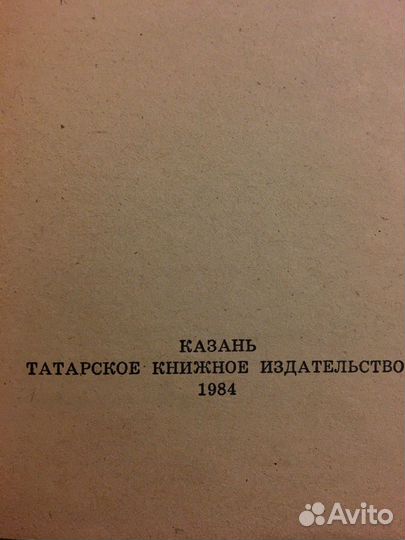 КАЗАНЬ
ТАТАРСКОЕ КНИЖНОЕ ИЗДАТЕЛЬСТВО
1984
Avito